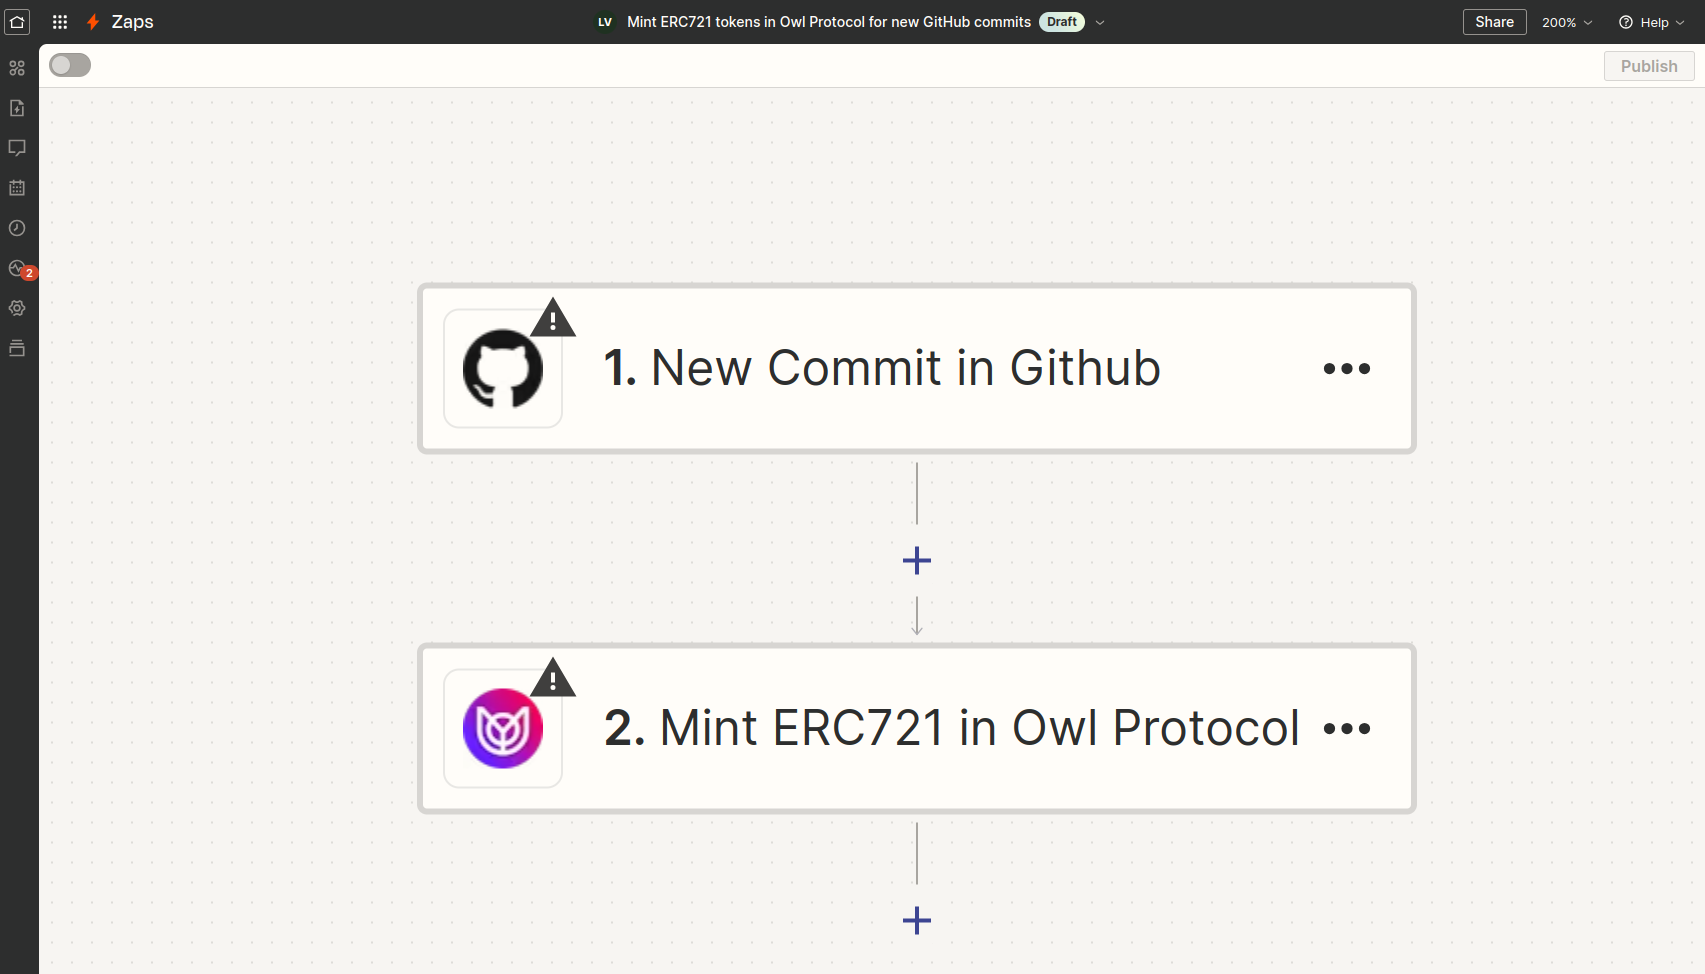 Zaps
LV Mint ERC721 tokens in Owl Protocol for new GitHub commits Draft
Share 200% Help
Publish
2
1. New Commit in Github
2. Mint ERC721 in Owl Protocol